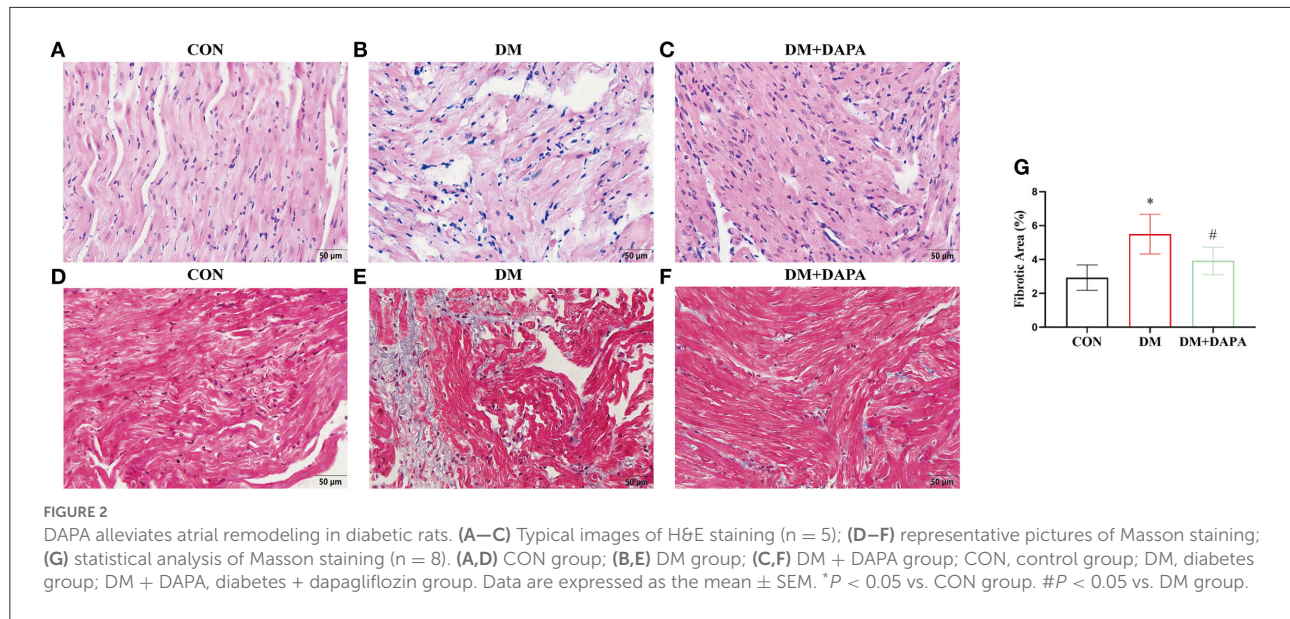 A CON
B DM
C DM+DAPA
50 μm
50 μm
50 μm
D CON
E DM
F DM+DAPA
50 μm
50 μm
50 μm
G
Fibrotic Area (%)
8
6
4
2
0
*
#
CON DM DM+DAPA
FIGURE 2
DAPA alleviates atrial remodeling in diabetic rats. (A—C) Typical images of H&E staining (n = 5); (D–F) representative pictures of Masson staining;
(G) statistical analysis of Masson staining (n = 8). (A,D) CON group; (B,E) DM group; (C,F) DM + DAPA group; CON, control group; DM, diabetes
group; DM + DAPA, diabetes + dapagliflozin group. Data are expressed as the mean ± SEM. *P < 0.05 vs. CON group. #P < 0.05 vs. DM group.